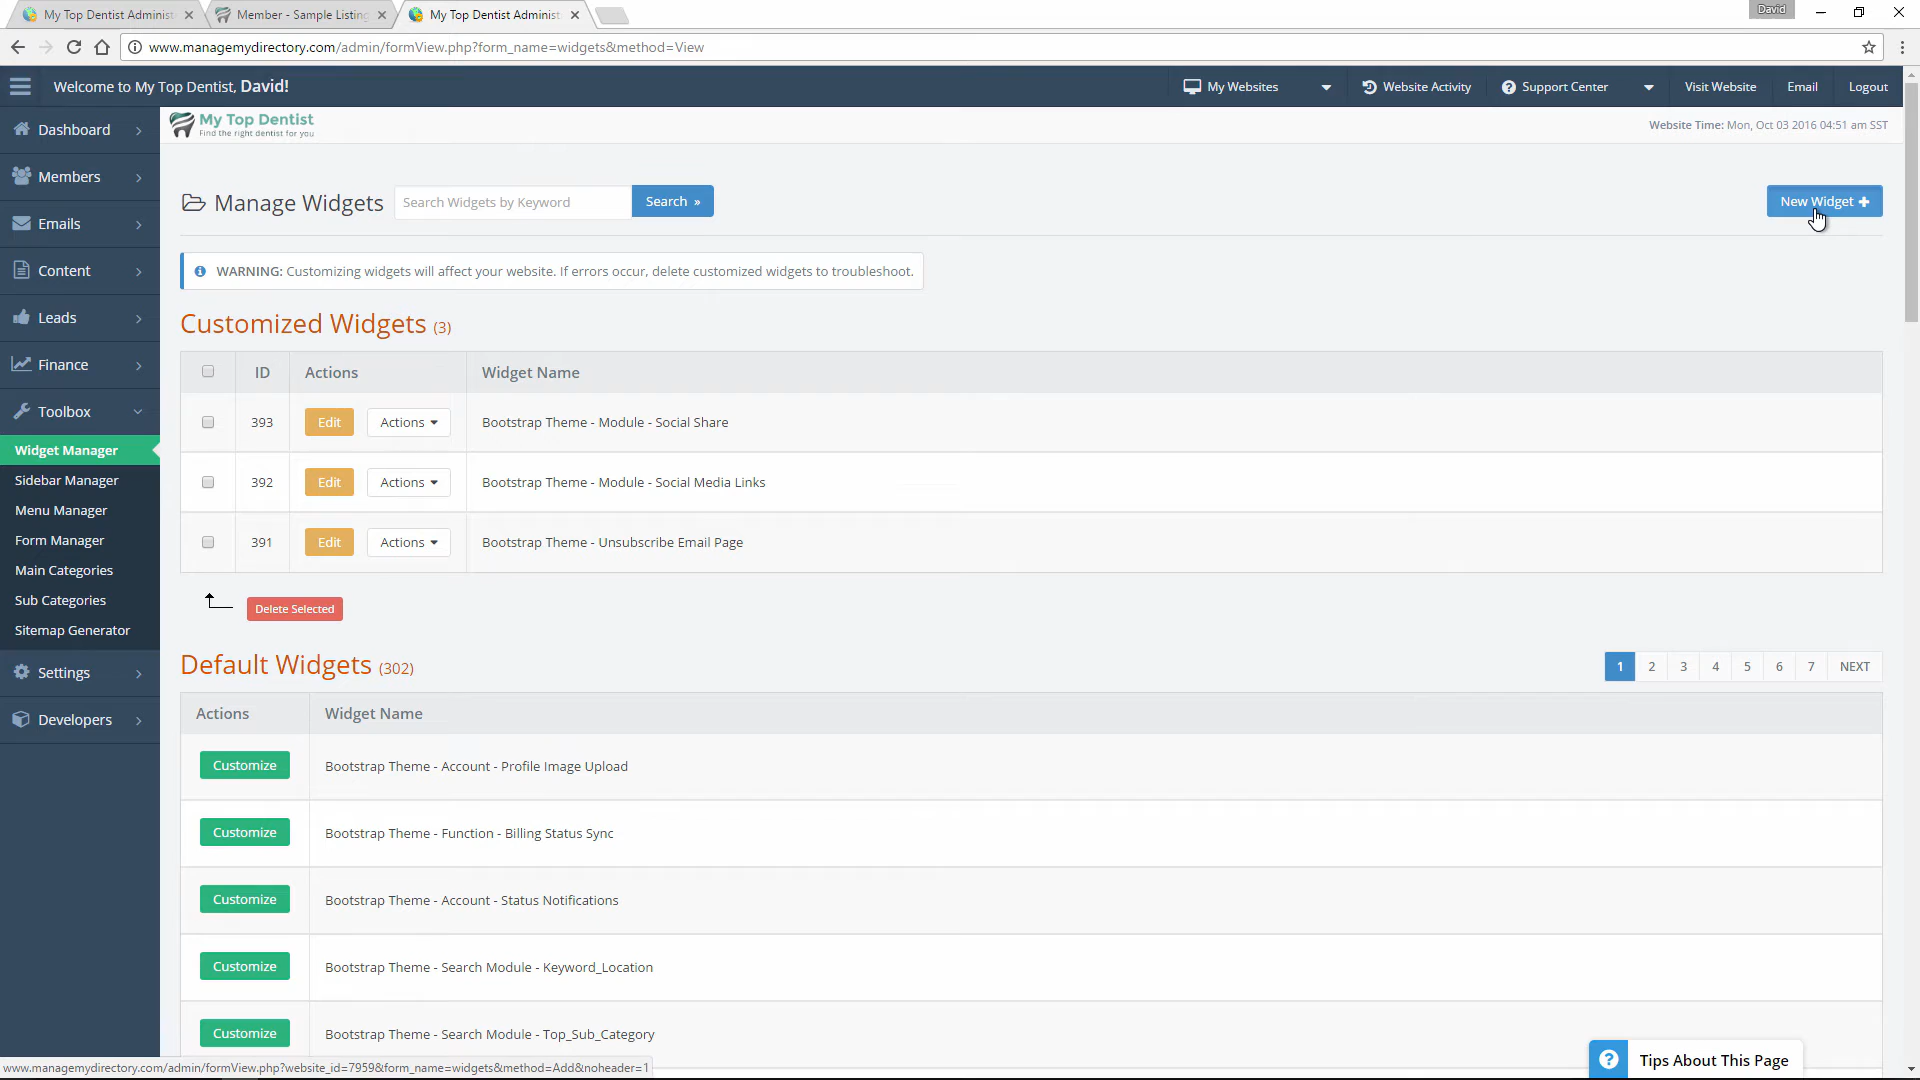 My Top Dentist Administ
Member - Sample Listing
My Top Dentist Administ
David
www.managemydirectory.com/admin/formView.php?form_name=widgets&method=View
Welcome to My Top Dentist, David!
My Websites
Website Activity
Support Center
Visit Website
Email
Logout
My Top Dentist
Find the right dentist for you
Website Time: Mon, Oct 03 2016 04:51 am SST
Dashboard
Members
Emails
Content
Leads
Finance
Toolbox
Widget Manager
Sidebar Manager
Menu Manager
Form Manager
Main Categories
Sub Categories
Sitemap Generator
Settings
Developers
Manage Widgets
Search Widgets by Keyword
Search »
New Widget +
WARNING: Customizing widgets will affect your website. If errors occur, delete customized widgets to troubleshoot.
Customized Widgets (3)
ID Actions Widget Name
393 Edit Actions Bootstrap Theme - Module - Social Share
392 Edit Actions Bootstrap Theme - Module - Social Media Links
391 Edit Actions Bootstrap Theme - Unsubscribe Email Page
Delete Selected
Default Widgets (302)
1 2 3 4 5 6 7 NEXT
Actions Widget Name
Customize Bootstrap Theme - Account - Profile Image Upload
Customize Bootstrap Theme - Function - Billing Status Sync
Customize Bootstrap Theme - Account - Status Notifications
Customize Bootstrap Theme - Search Module - Keyword_Location
Customize Bootstrap Theme - Search Module - Top_Sub_Category
www.managemydirectory.com/admin/formView.php?website_id=7959&form_name=widgets&method=Add&noheader=1
? Tips About This Page